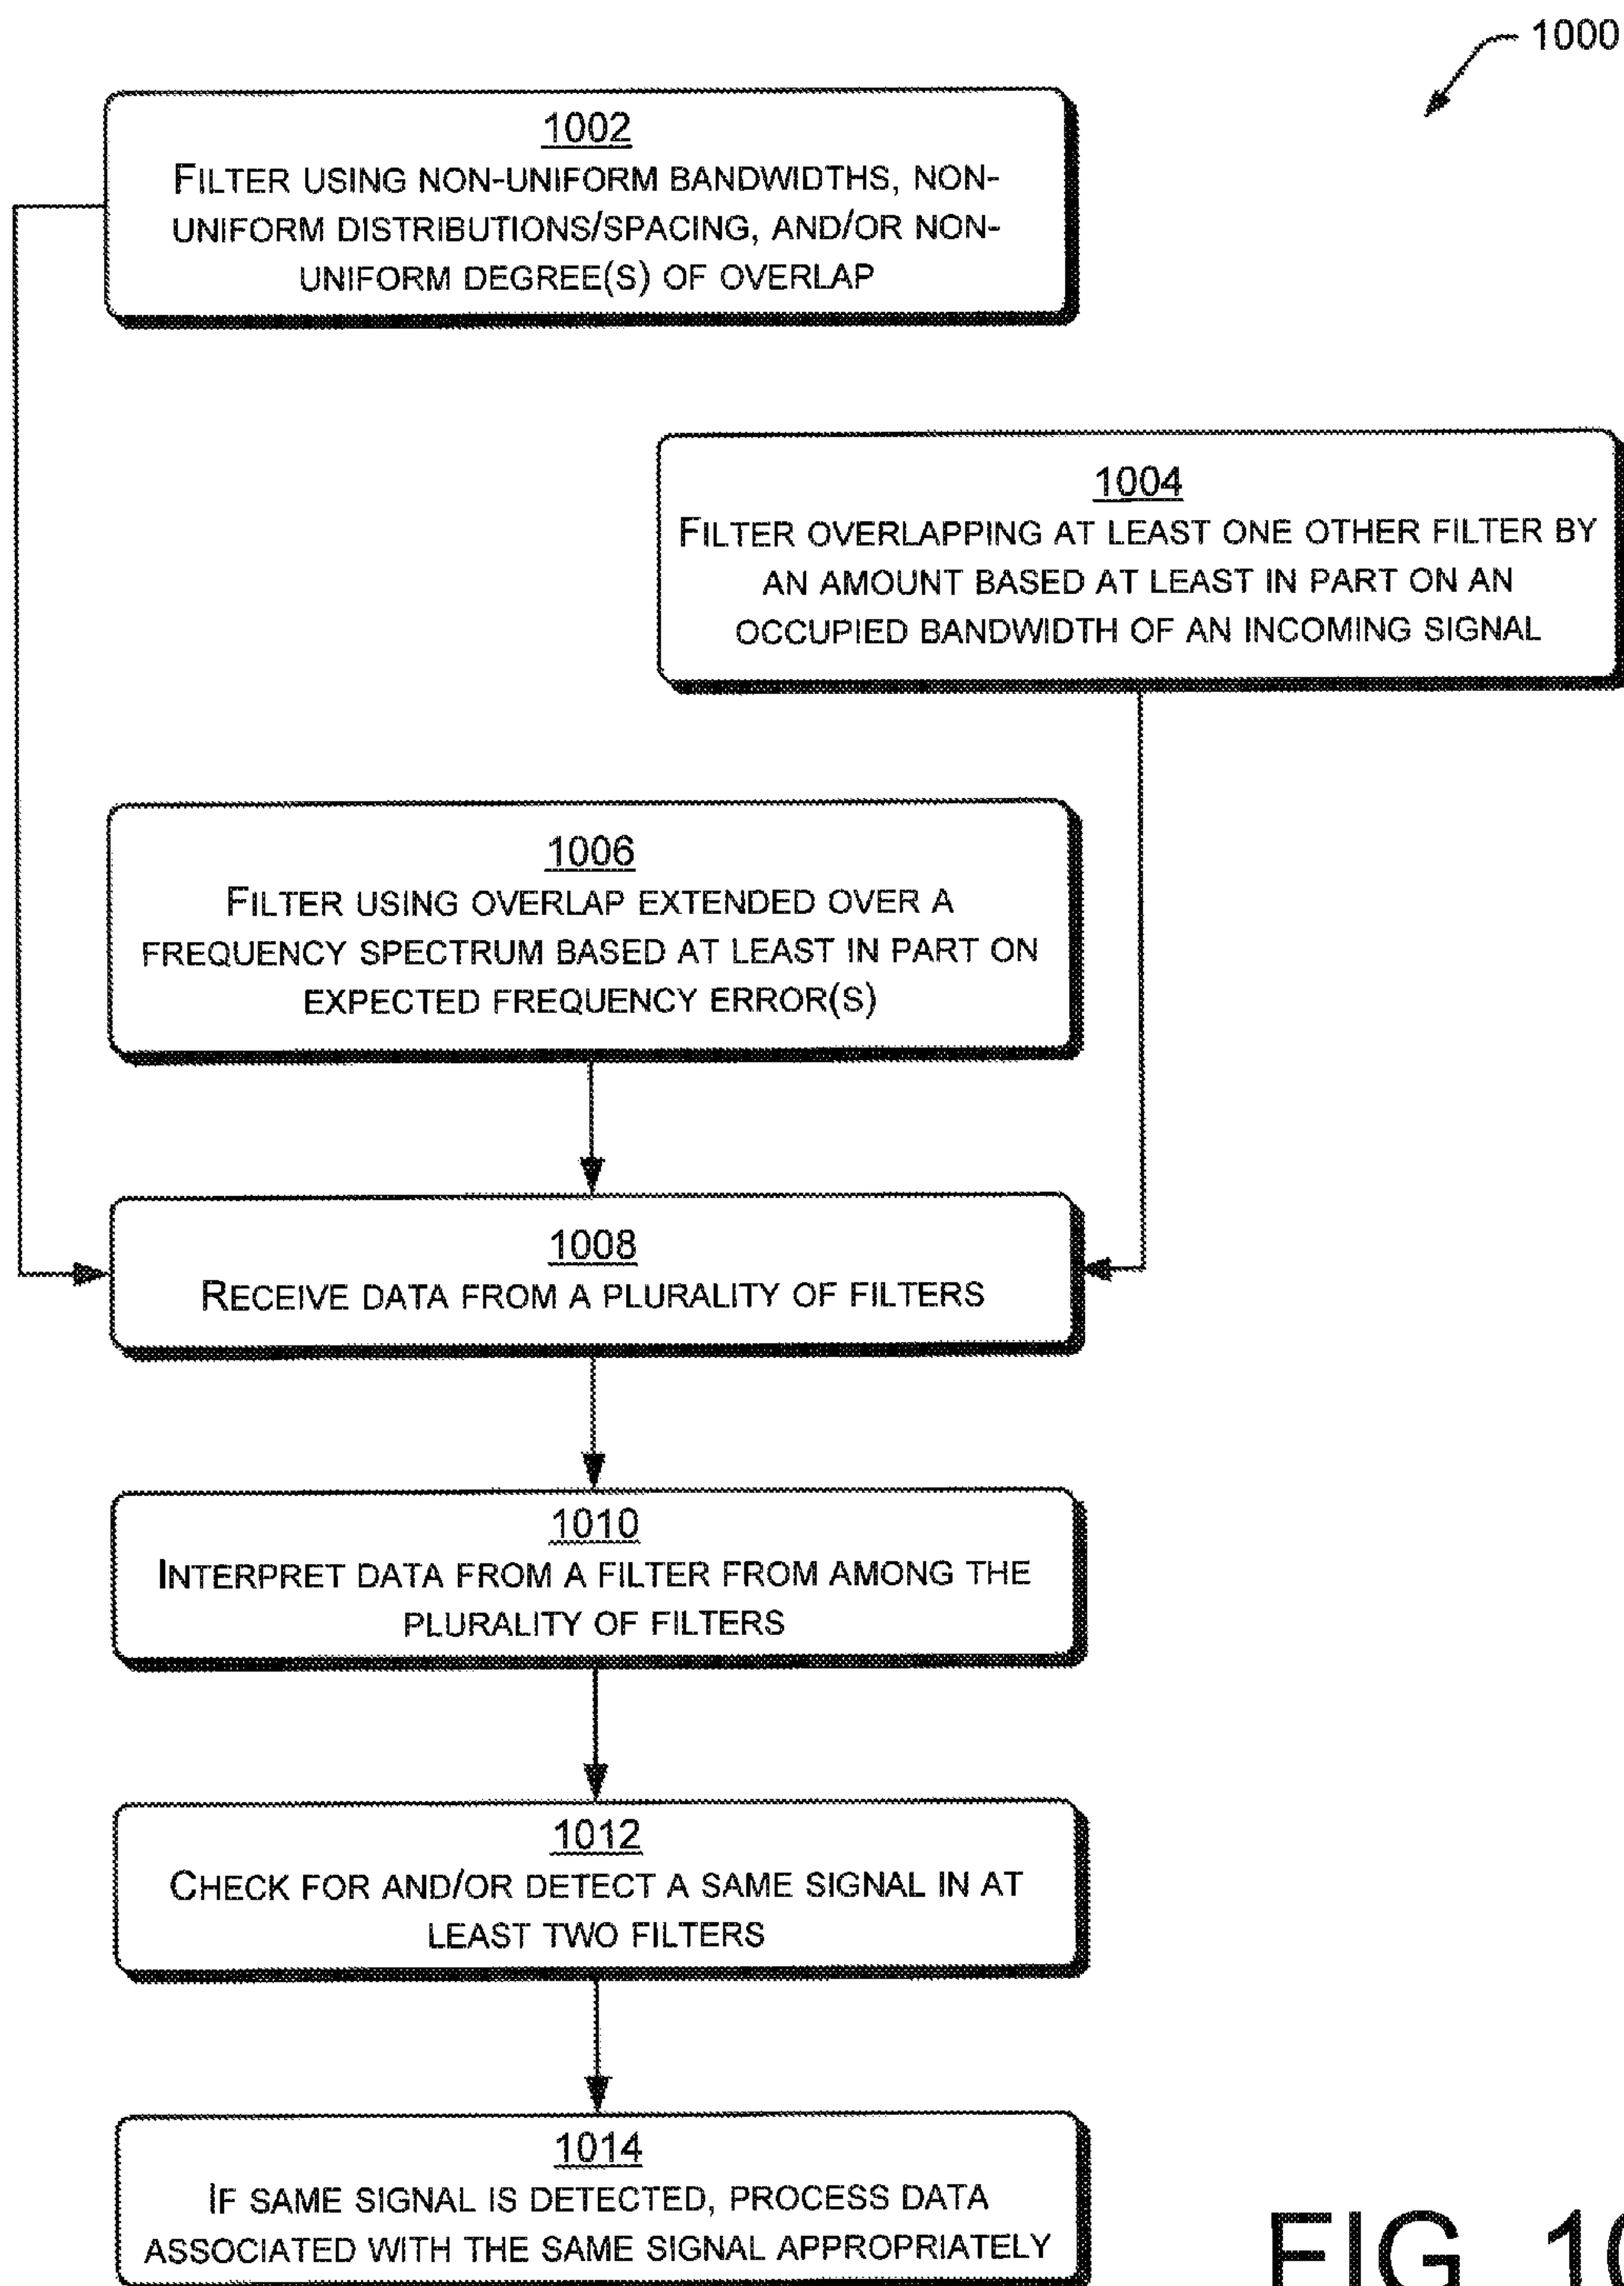 1000
1002
FILTER USING NON-UNIFORM BANDWIDTHS, NON-
UNIFORM DISTRIBUTIONS/SPACING, AND/OR NON-
UNIFORM DEGREE(S) OF OVERLAP
1004
FILTER OVERLAPPING AT LEAST ONE OTHER FILTER BY
AN AMOUNT BASED AT LEAST IN PART ON AN
OCCUPIED BANDWIDTH OF AN INCOMING SIGNAL
1006
FILTER USING OVERLAP EXTENDED OVER A
FREQUENCY SPECTRUM BASED AT LEAST IN PART ON
EXPECTED FREQUENCY ERROR(S)
1008
RECEIVE DATA FROM A PLURALITY OF FILTERS
1010
INTERPRET DATA FROM A FILTER FROM AMONG THE
PLURALITY OF FILTERS
1012
CHECK FOR AND/OR DETECT A SAME SIGNAL IN AT
LEAST TWO FILTERS
1014
IF SAME SIGNAL IS DETECTED, PROCESS DATA
ASSOCIATED WITH THE SAME SIGNAL APPROPRIATELY
FIG 10